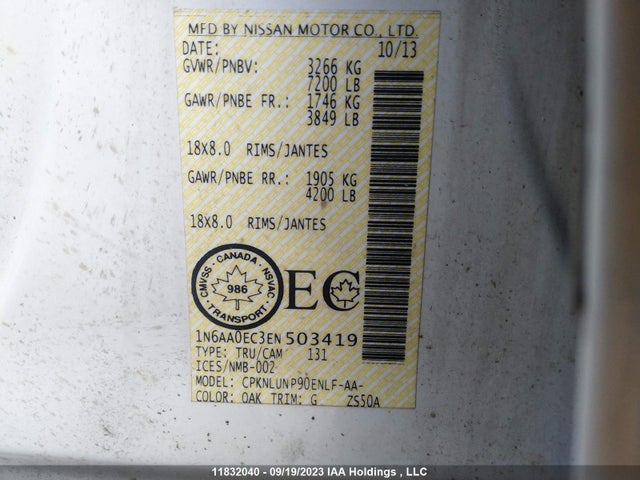 MFD BY NISSAN MOTOR CO., LTD.
DATE: 10/13
GVWR/PNBV: 3266 KG
7200 LB
GAWR/PNBE FR.: 1746 KG
3849 LB
18X8.0 RIMS/JANTES
GAWR/PNBE RR.: 1905 KG
4200 LB
18X8.0 RIMS/JANTES
CMVSS · CANADA · NSVAC
986
TRANSPORT
EC
1N6AA0EC3EN503419
TYPE: TRU/CAM 131
ICES/NMB-002
MODEL: CPKNLUNP90ENLF-AA-
COLOR: OAK TRIM: G ZS50A
11832040 - 09/19/2023 IAA Holdings , LLC